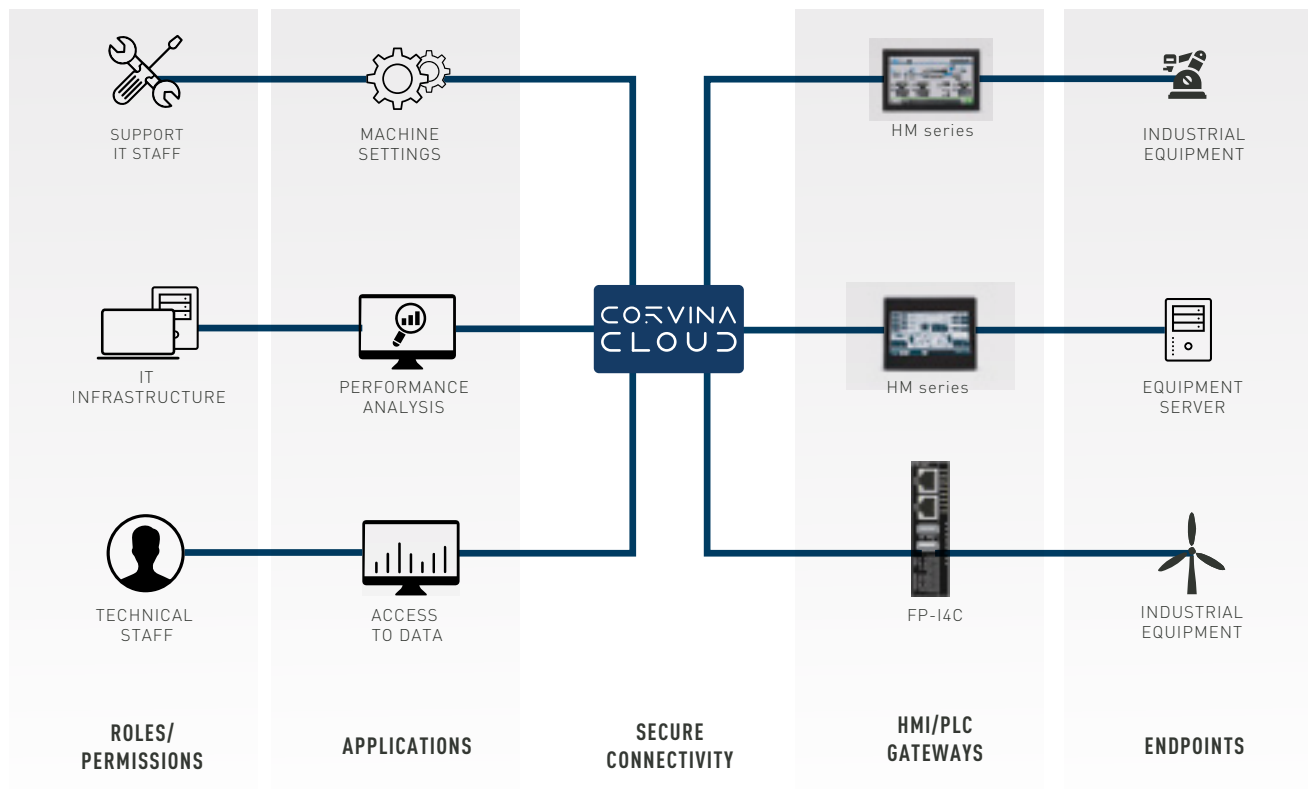 SUPPORT
IT STAFF
MACHINE
SETTINGS
HM series
INDUSTRIAL
EQUIPMENT
IT
INFRASTRUCTURE
PERFORMANCE
ANALYSIS
CORVINA
CLOUD
HM series
EQUIPMENT
SERVER
TECHNICAL
STAFF
ACCESS
TO DATA
FP-I4C
INDUSTRIAL
EQUIPMENT
ROLES/
PERMISSIONS
APPLICATIONS
SECURE
CONNECTIVITY
HMI/PLC
GATEWAYS
ENDPOINTS